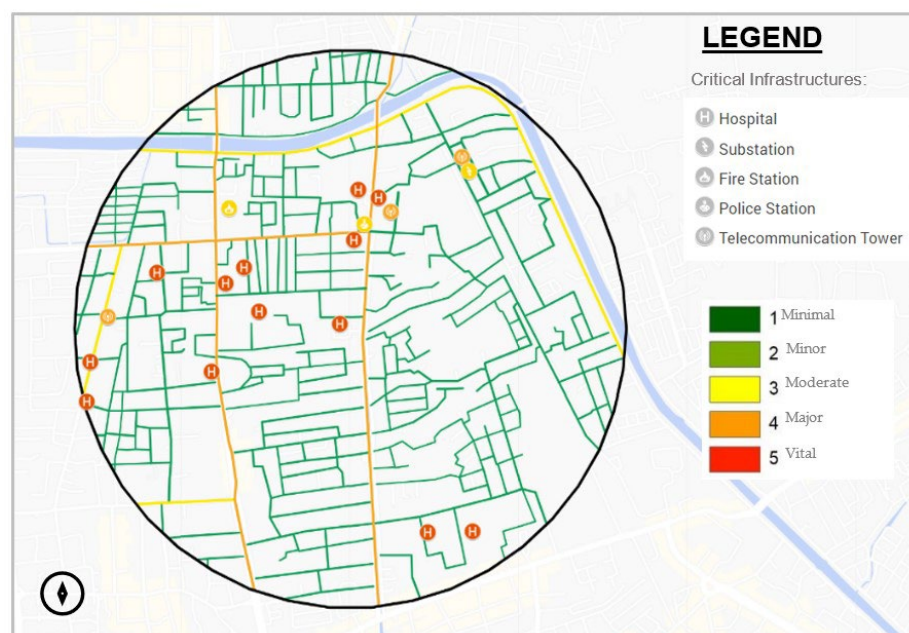 LEGEND
Critical Infrastructures:
H Hospital
Substation
Fire Station
Police Station
Telecommunication Tower
1 Minimal
2 Minor
3 Moderate
4 Major
5 Vital
H
H
H
H
H
H
H
H
H
H
H
H
H